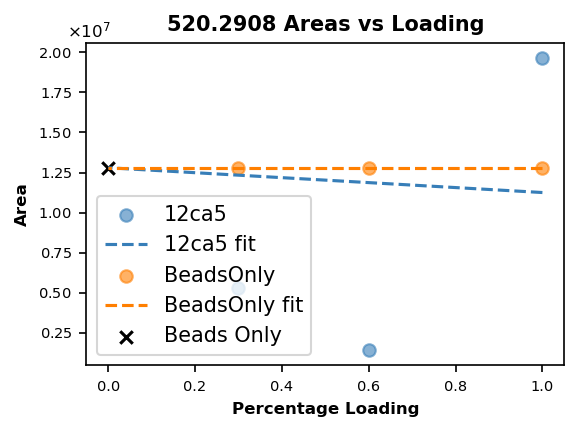 520.2908 Areas vs Loading
×10⁷
2.00
1.75
1.50
1.25
1.00
0.75
0.50
0.25
Area
12ca5
12ca5 fit
BeadsOnly
BeadsOnly fit
Beads Only
0.0 0.2 0.4 0.6 0.8 1.0
Percentage Loading